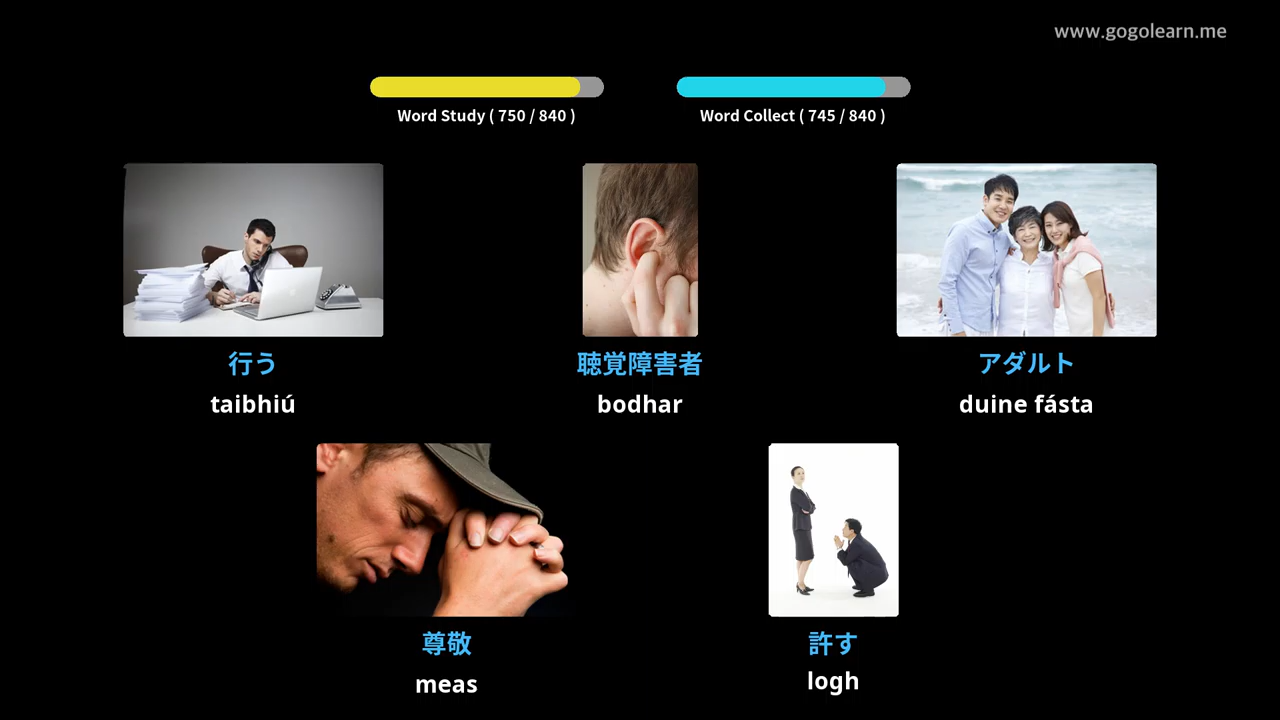 www.gogolearn.me
Word Study ( 750 / 840 )
Word Collect ( 745 / 840 )
行う
taibhiú
聴覚障害者
bodhar
アダルト
duine fásta
尊敬
meas
許す
logh